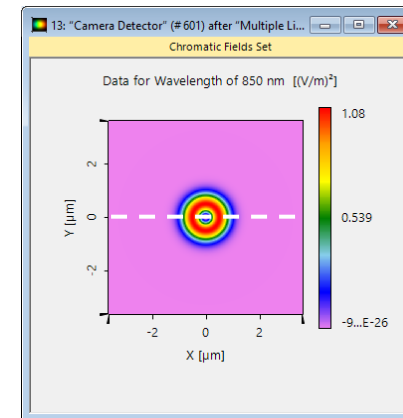 13: "Camera Detector" (#601) after "Multiple Li...
Chromatic Fields Set
Data for Wavelength of 850 nm [(V/m)²]
1.08
0.539
-9...E-26
2
0
-2
Y [µm]
-2 0 2
X [µm]